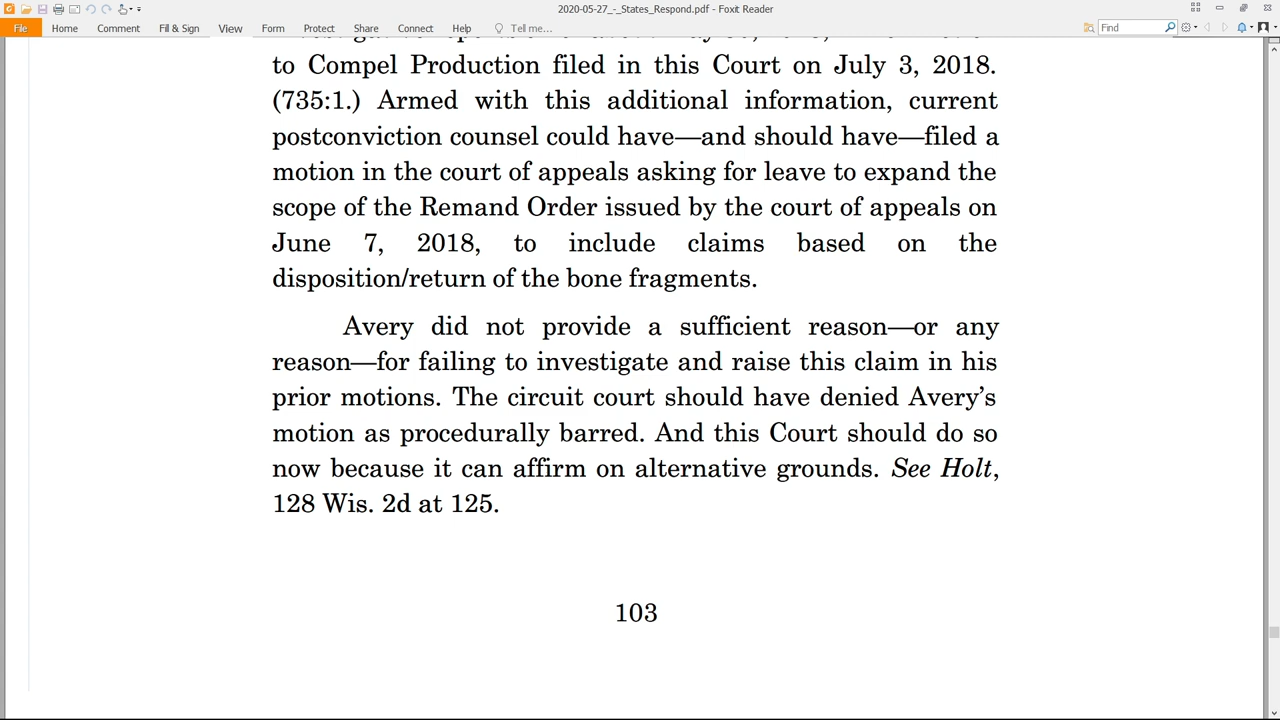 2020-05-27_-_States_Respond.pdf - Foxit Reader
File Home Comment Fill & Sign Edit View Form Protect Share Connect Help Tell me... Find
to Compel Production filed in this Court on July 3, 2018.
(735:1.) Armed with this additional information, current
postconviction counsel could have—and should have—filed a
motion in the court of appeals asking for leave to expand the
scope of the Remand Order issued by the court of appeals on
June 7, 2018, to include claims based on the
disposition/return of the bone fragments.
Avery did not provide a sufficient reason—or any
reason—for failing to investigate and raise this claim in his
prior motions. The circuit court should have denied Avery’s
motion as procedurally barred. And this Court should do so
now because it can affirm on alternative grounds. See Holt,
128 Wis. 2d at 125.
103